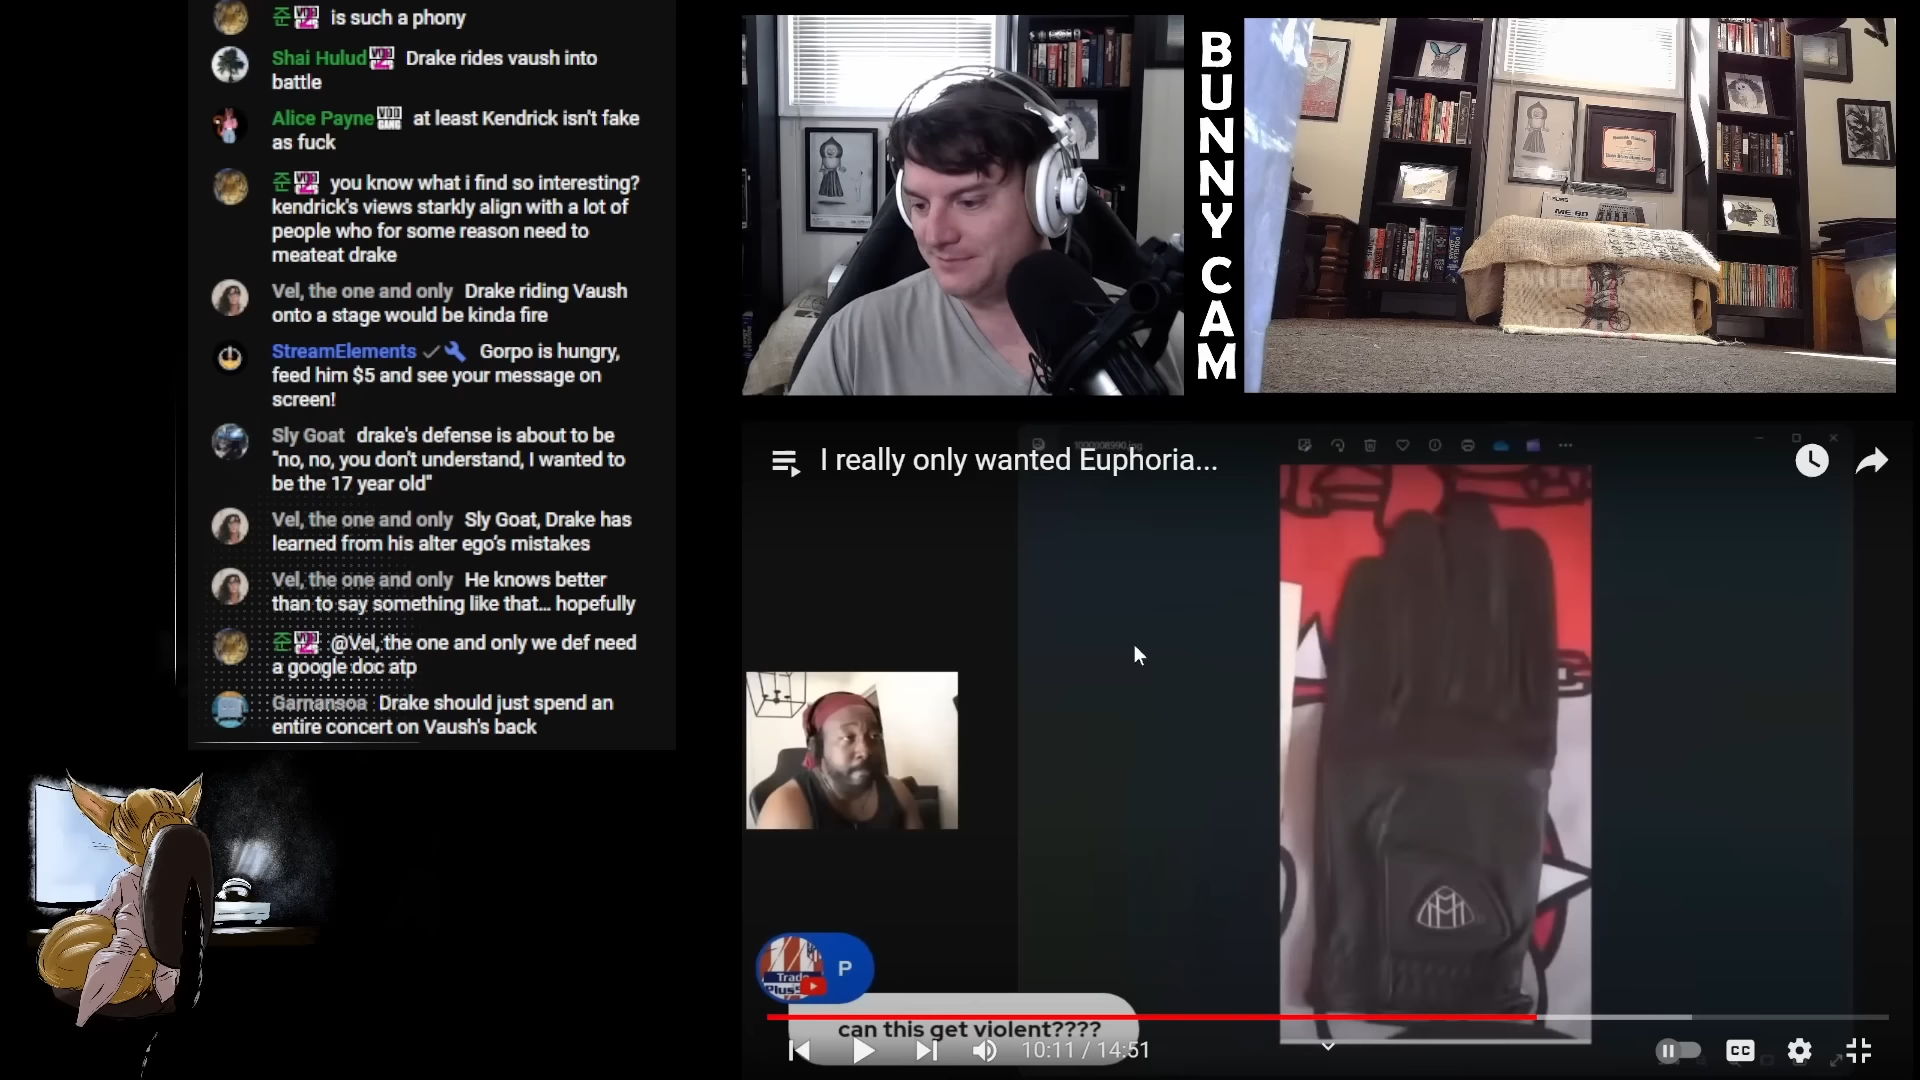 준 is such a phony
Shai Hulud Drake rides vaush into
battle
Alice Payne VOD GANG at least Kendrick isn't fake
as fuck
준 you know what i find so interesting?
kendrick's views starkly align with a lot of
people who for some reason need to
meateat drake
Vel, the one and only Drake riding Vaush
onto a stage would be kinda fire
StreamElements Gorpo is hungry,
feed him $5 and see your message on
screen!
Sly Goat drake's defense is about to be
"no, no, you don't understand, I wanted to
be the 17 year old"
Vel, the one and only Sly Goat, Drake has
learned from his alter ego's mistakes
Vel, the one and only He knows better
than to say something like that... hopefully
준 @Vel, the one and only we def need
a google doc atp
Garnansoa Drake should just spend an
entire concert on Vaush's back
BUNNY CAM
I really only wanted Euphoria...
Trade
Plus
P
can this get violent????
10:11 / 14:51
CC